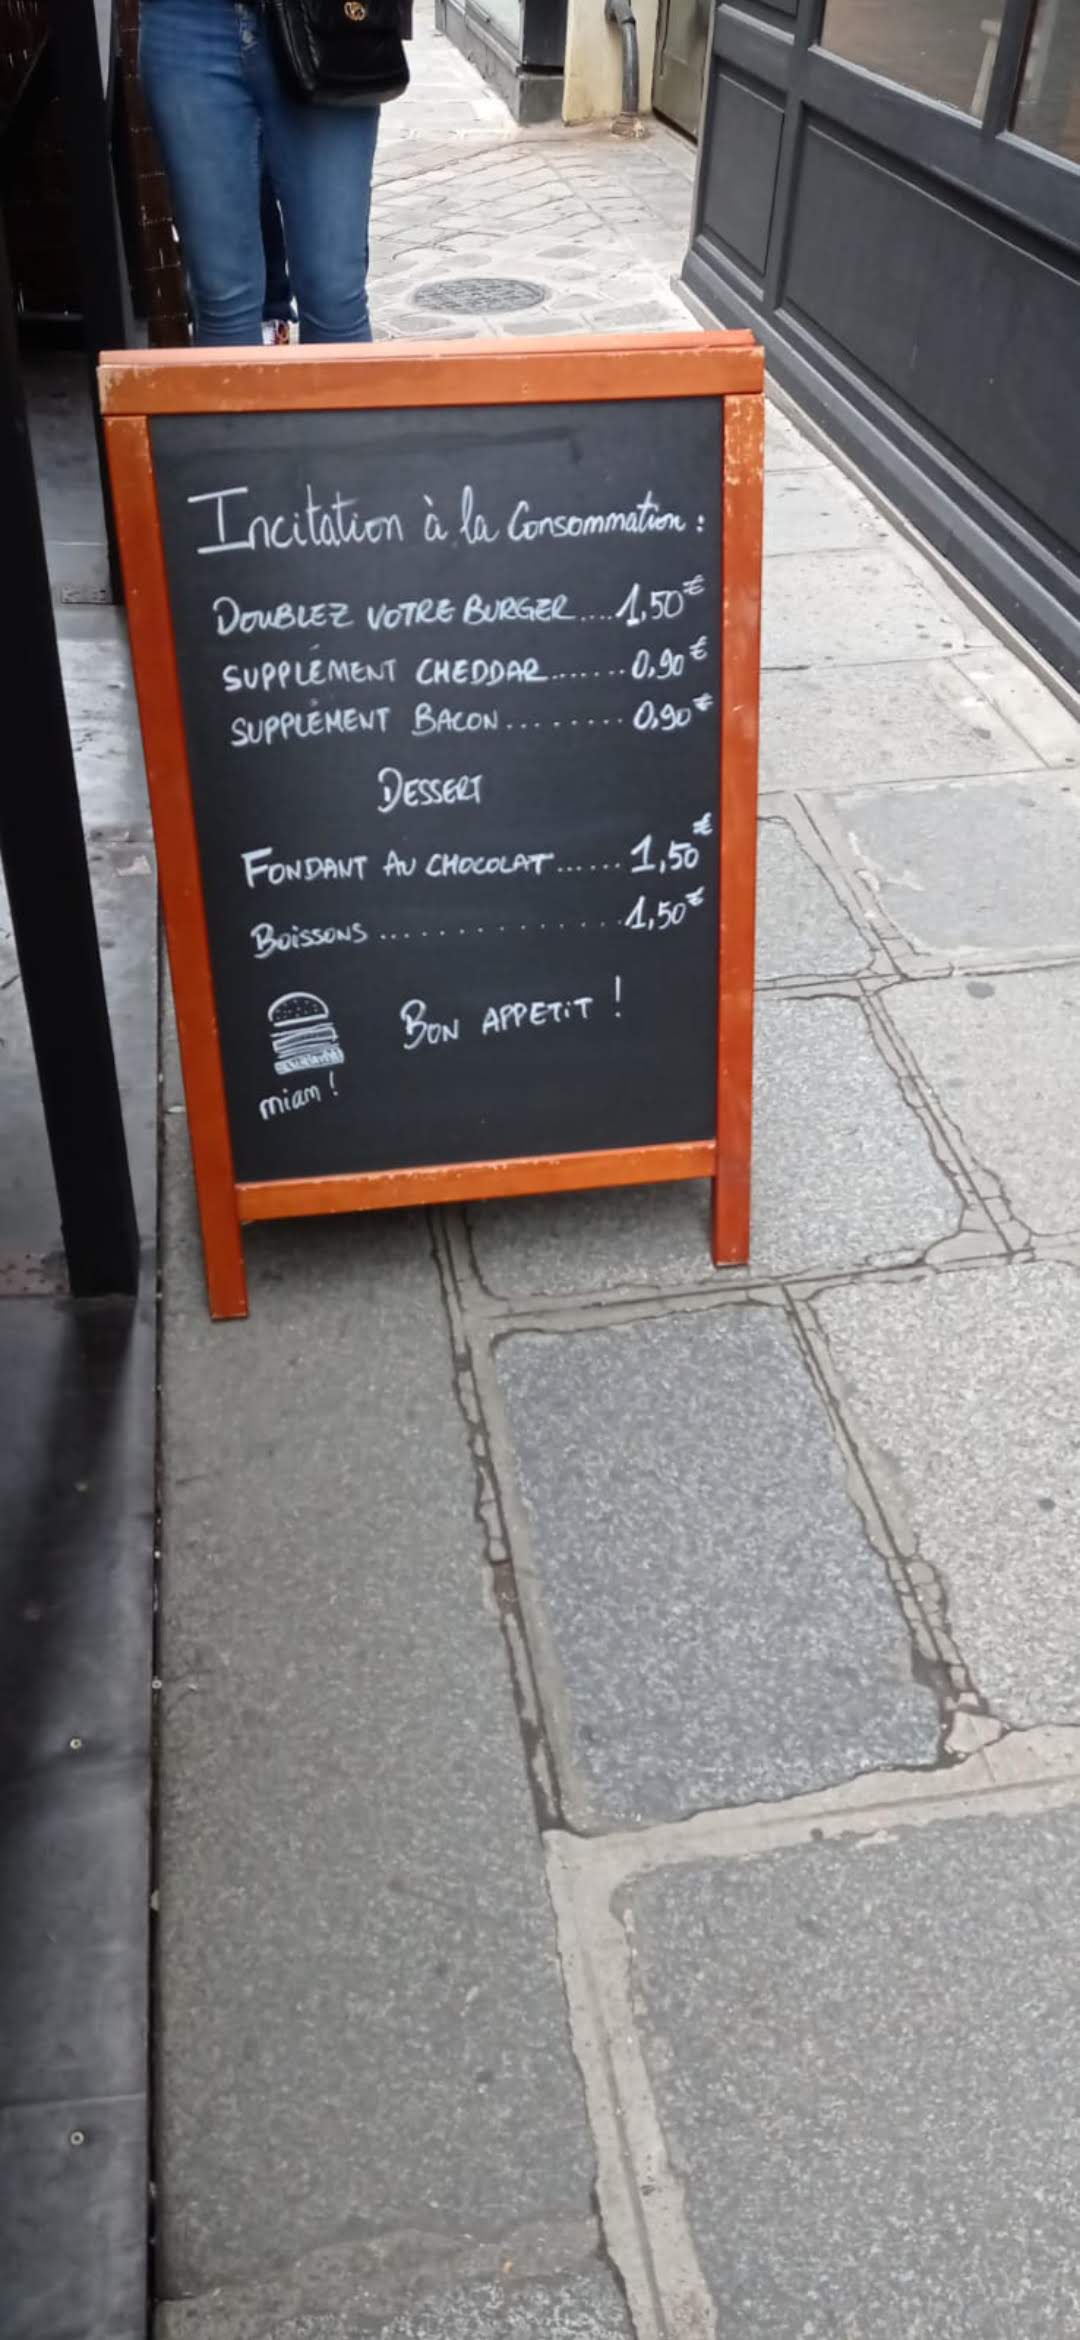 Incitation à la Consommation :
DOUBLEZ VOTRE BURGER....1,50€
SUPPLÉMENT CHEDDAR.......0,90€
SUPPLÉMENT BACON........0,90€
DESSERT
FONDANT AU CHOCOLAT......1,50€
BOISSONS..............1,50€
BON APPETIT !
miam !